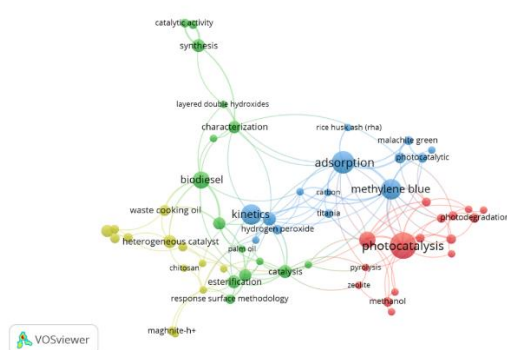 catalytic activity
synthesis
layered double hydroxides
characterization
rice husk ash (rha)
malachite green
adsorption
photocatalytic
biodiesel
methylene blue
carbon
waste cooking oil
kinetics
titania
photodegradation
hydrogen peroxide
heterogeneous catalyst
photocatalysis
palm oil
chitosan
catalysis
pyrolysis
esterification
zeolite
response surface methodology
methanol
maghnite-h+
VOSviewer